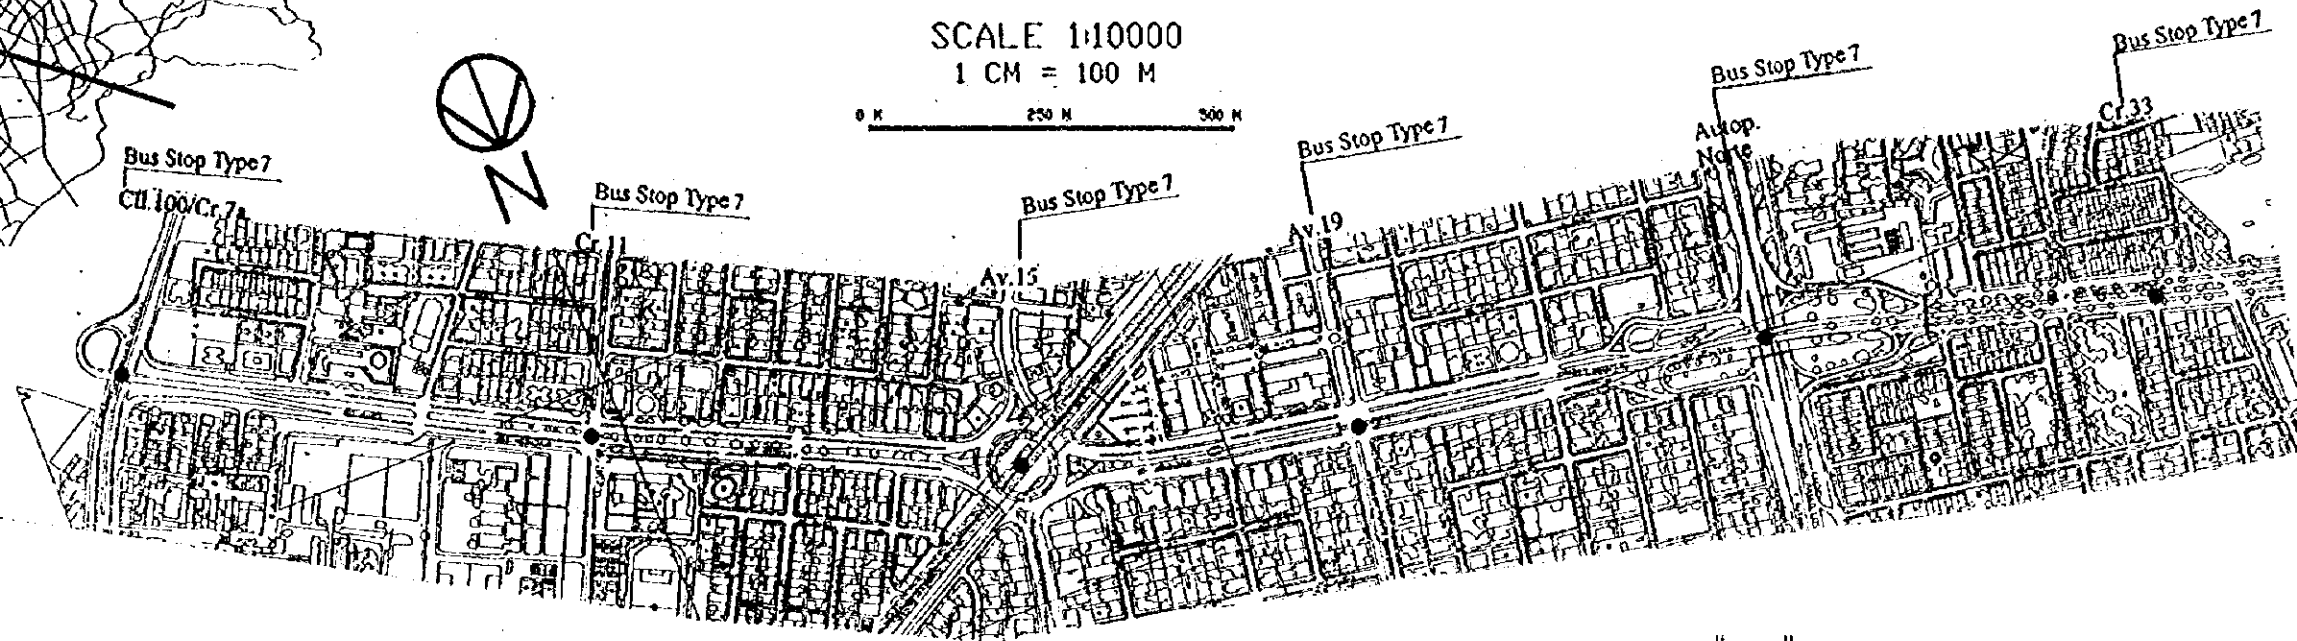 SCALE 1:10000
1 CM = 100 M
0 M 250 M 500 M
Bus Stop Type 7
Cll.100/Cr.7a
Bus Stop Type 7
Cr.11
Bus Stop Type 7
Av.15
Bus Stop Type 7
Av.19
Bus Stop Type 7
Autop.
Norte
Bus Stop Type 7
Cr.33
N